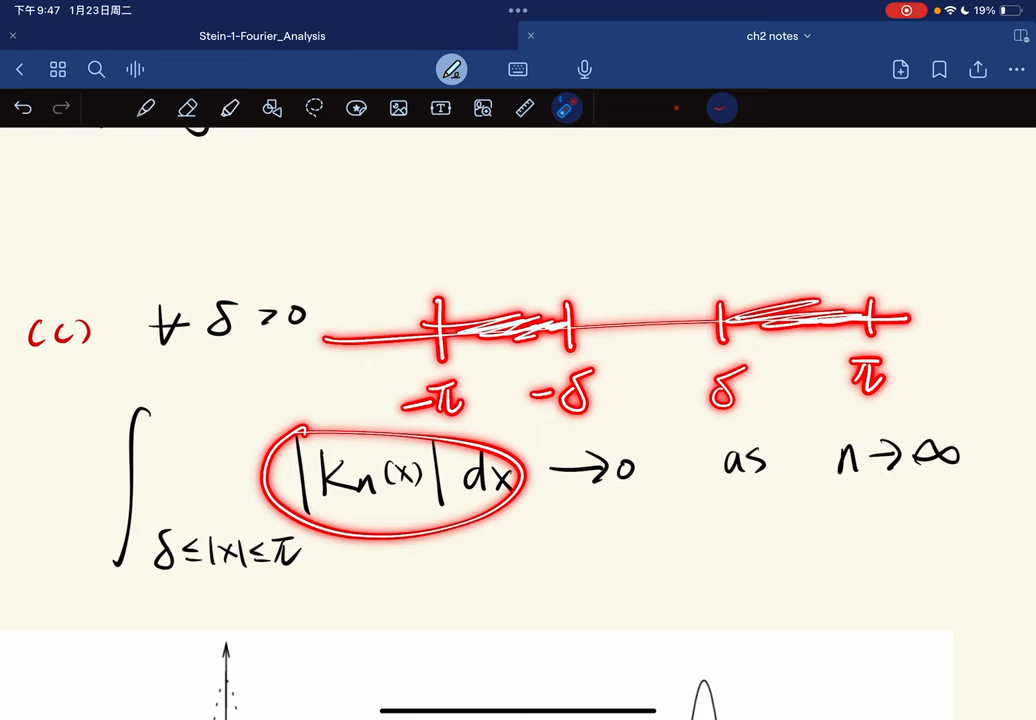 下午9:47 1月23日周二
19%
Stein-1-Fourier_Analysis
ch2 notes
(c) ∀ δ > 0
-π -δ δ π
∫ |Kn(x)| dx → 0 as n → ∞
δ ≤ |x| ≤ π